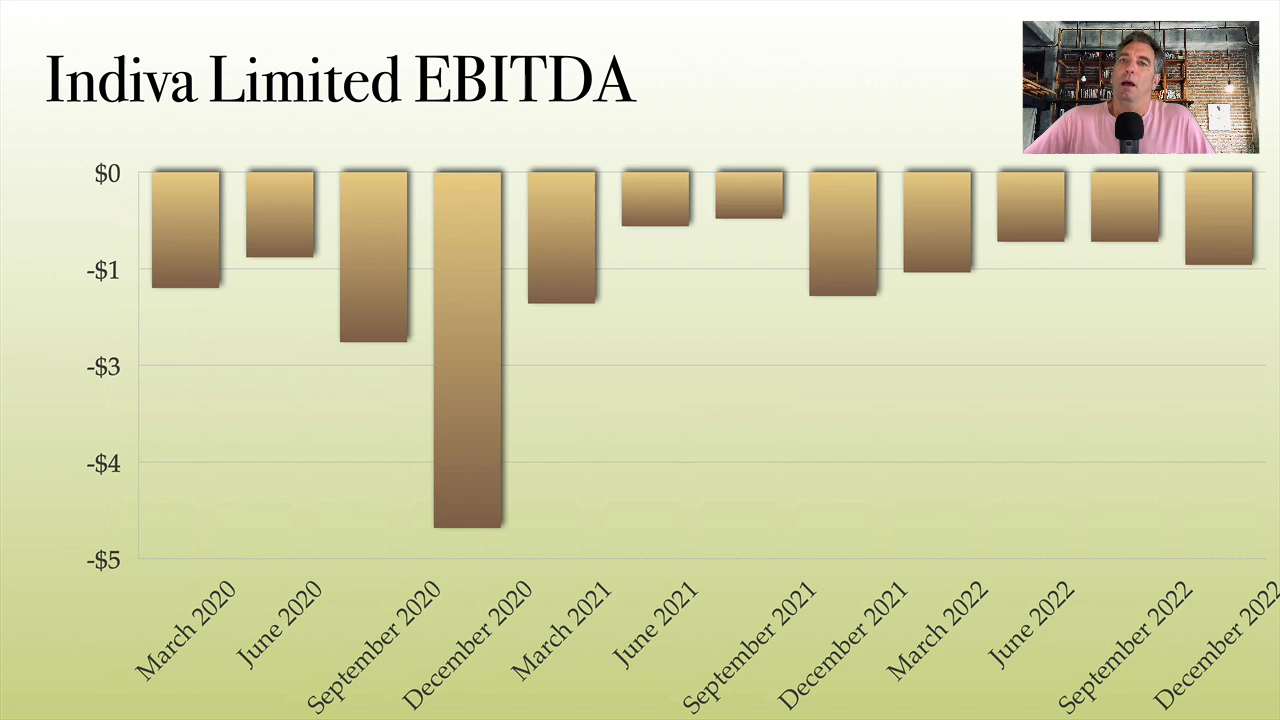 Indiva Limited EBITDA
$0
-$1
-$3
-$4
-$5
March 2020
June 2020
September 2020
December 2020
March 2021
June 2021
September 2021
December 2021
March 2022
June 2022
September 2022
December 2022